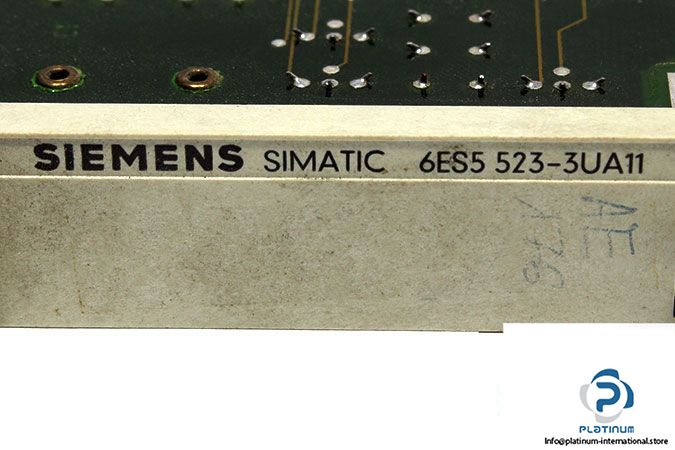 SIEMENS SIMATIC 6ES5 523-3UA11
AE
PLATINUM
Info@platinum-international.store